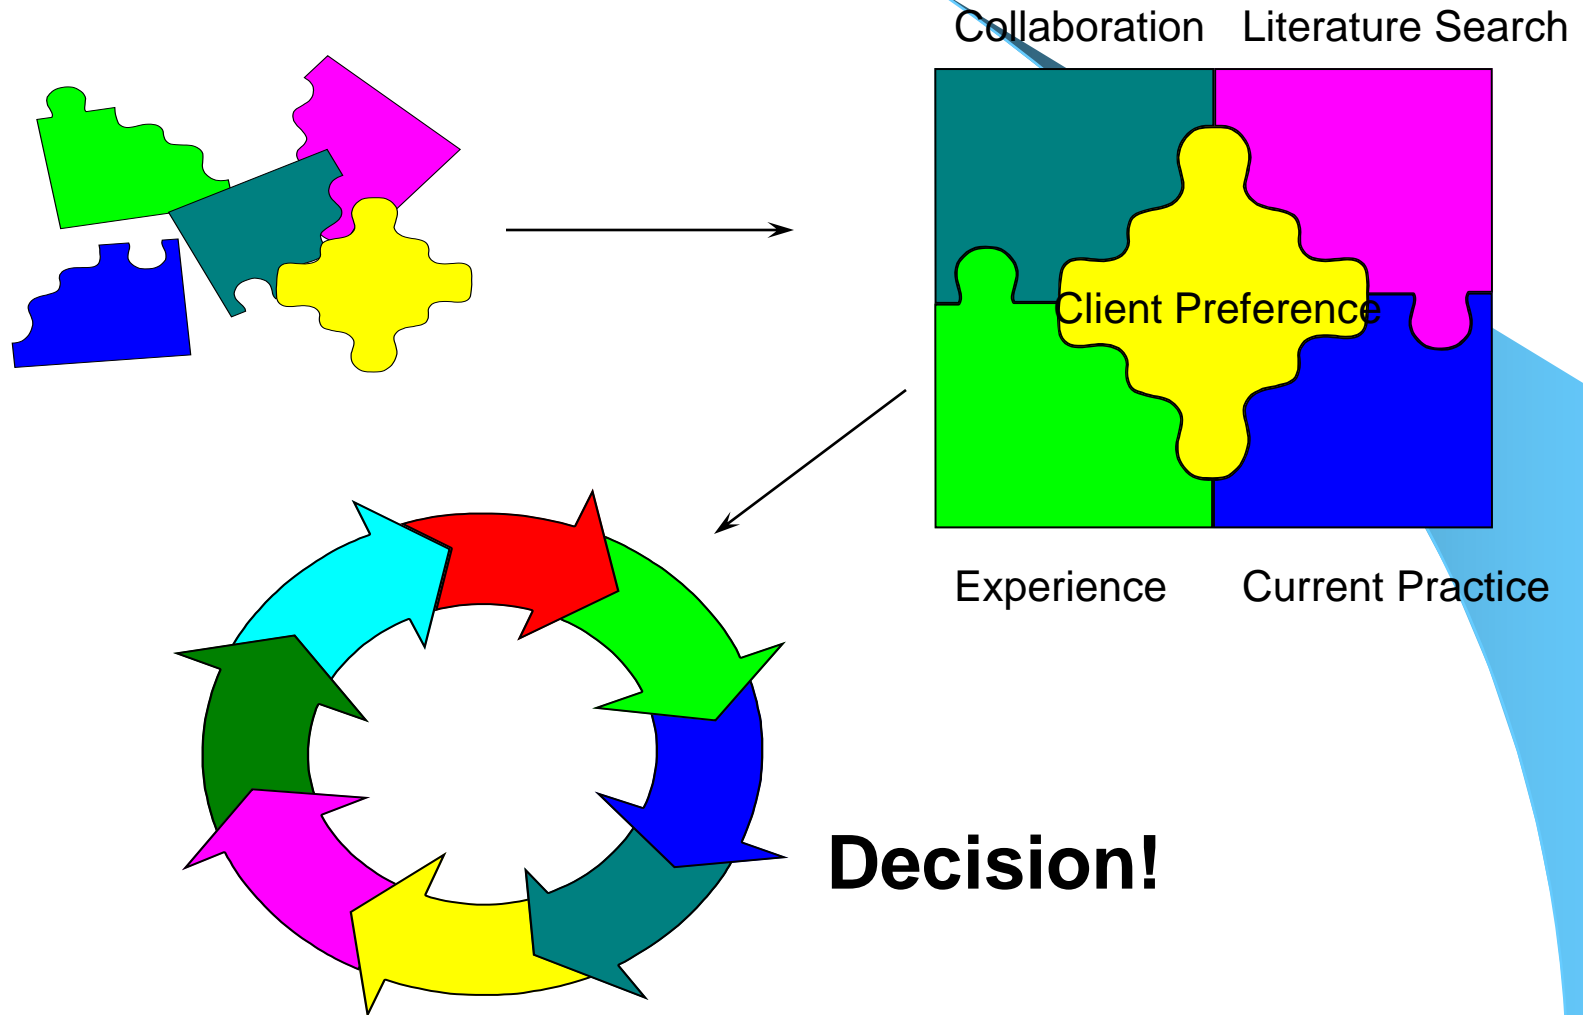 Collaboration Literature Search
Client Preference
Experience Current Practice
Decision!